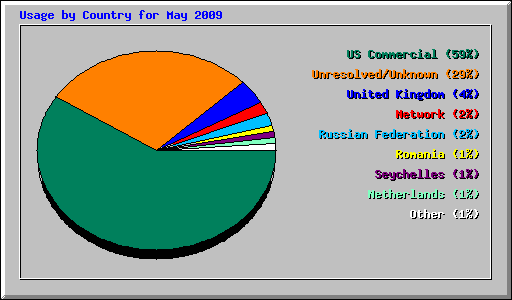 Usage by Country for May 2009
US Commercial (59%)
Unresolved/Unknown (29%)
United Kingdom (4%)
Network (2%)
Russian Federation (2%)
Romania (1%)
Seychelles (1%)
Netherlands (1%)
Other (1%)